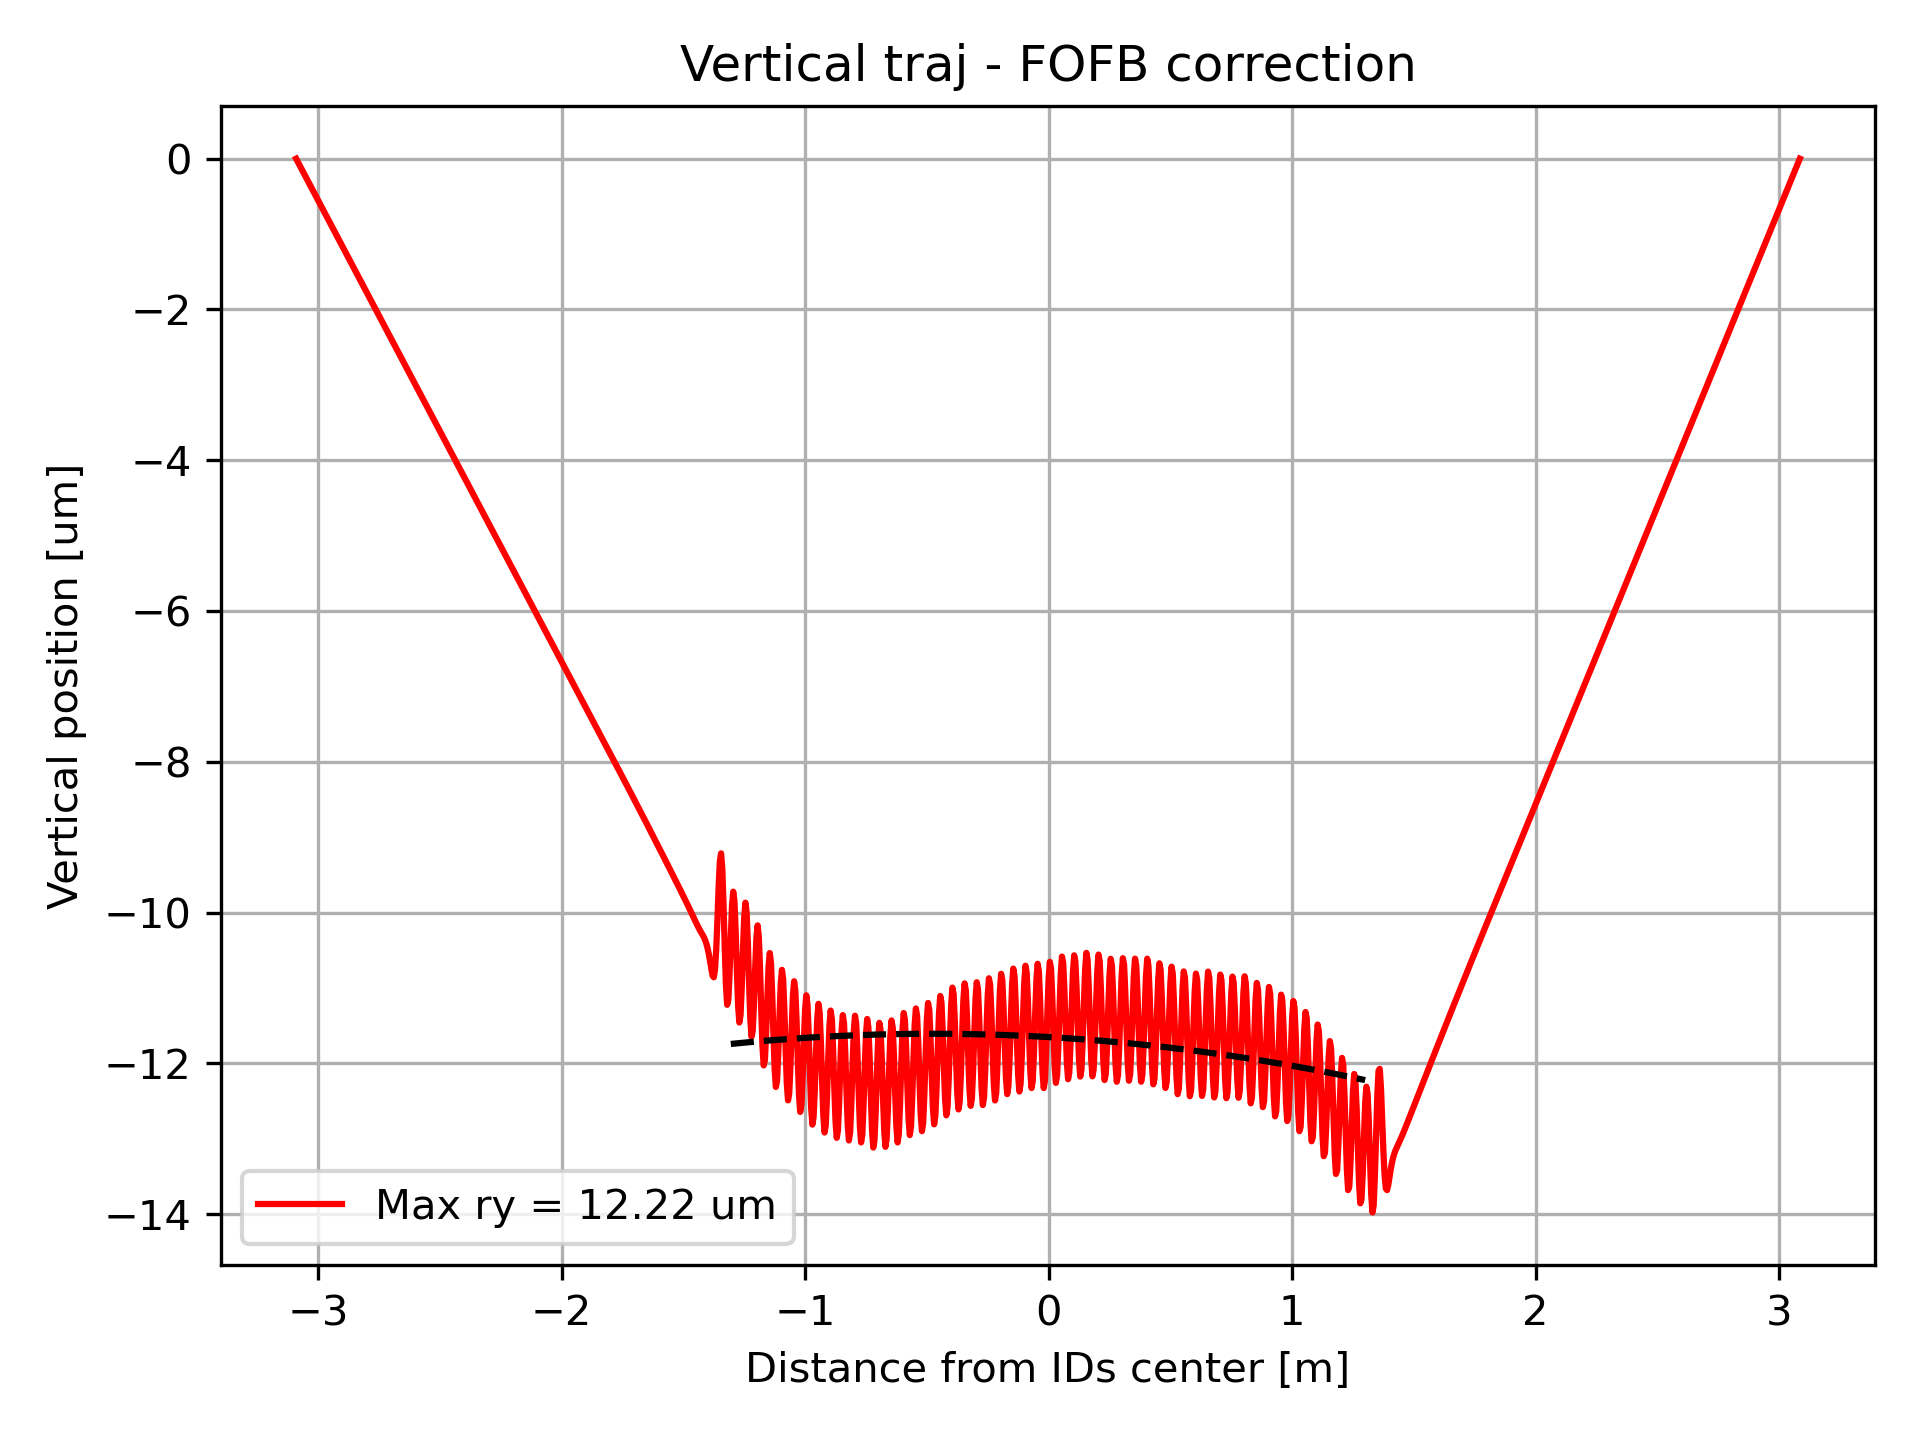 Vertical traj - FOFB correction
Vertical position [um]
0
−2
−4
−6
−8
−10
−12
−14
Max ry = 12.22 um
−3 −2 −1 0 1 2 3
Distance from IDs center [m]